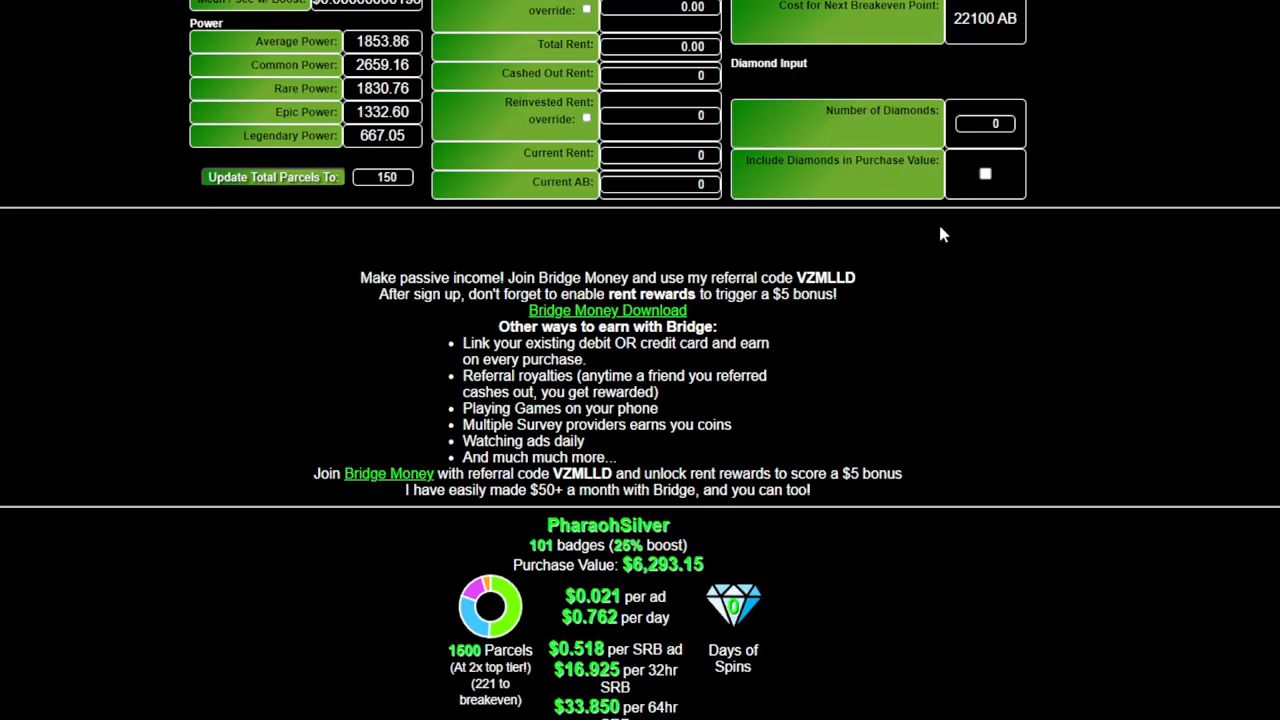 Mean / Sec w/ Boost:
Power
Average Power: 1853.86
Common Power: 2659.16
Rare Power: 1830.76
Epic Power: 1332.60
Legendary Power: 667.05
Update Total Parcels To: 150
override: 0.00
Total Rent: 0.00
Cashed Out Rent: 0
Reinvested Rent:
override: 0
Current Rent: 0
Current AB: 0
Cost for Next Breakeven Point: 22100 AB
Diamond Input
Number of Diamonds: 0
Include Diamonds in Purchase Value:
Make passive income! Join Bridge Money and use my referral code VZMLLD
After sign up, don't forget to enable rent rewards to trigger a $5 bonus!
Bridge Money Download
Other ways to earn with Bridge:
• Link your existing debit OR credit card and earn
on every purchase.
• Referral royalties (anytime a friend you referred
cashes out, you get rewarded)
• Playing Games on your phone
• Multiple Survey providers earns you coins
• Watching ads daily
• And much much more...
Join Bridge Money with referral code VZMLLD and unlock rent rewards to score a $5 bonus
I have easily made $50+ a month with Bridge, and you can too!
PharaohSilver
101 badges (25% boost)
Purchase Value: $6,293.15
1500 Parcels
(At 2x top tier!)
(221 to
breakeven)
$0.021 per ad
$0.762 per day
$0.518 per SRB ad
$16.925 per 32hr
SRB
$33.850 per 64hr
0
Days of
Spins